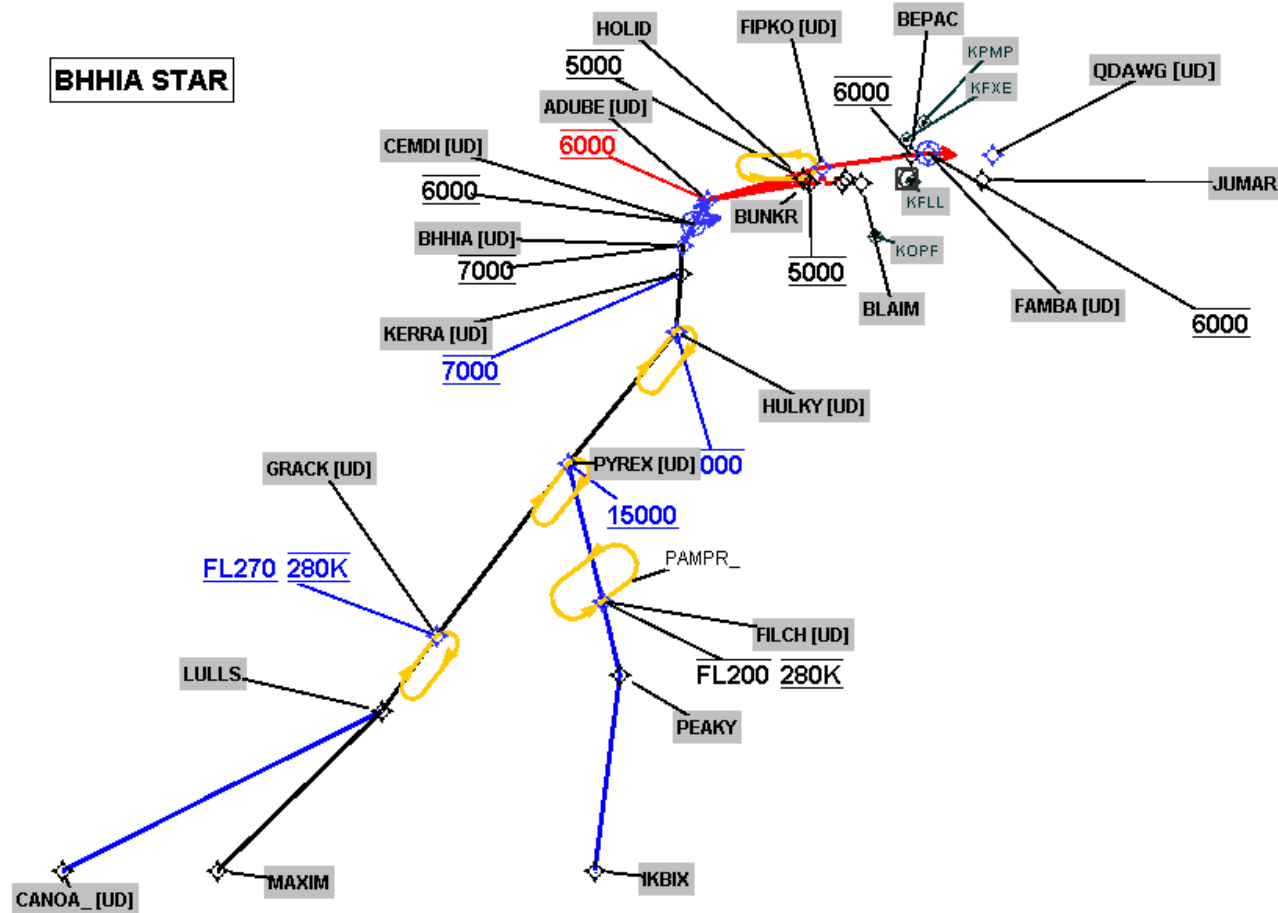 BHHIA STAR
HOLID
FIPKO [UD]
BEPAC
KPMP
KFXE
QDAWG [UD]
5000
6000
ADUBE [UD]
6000
CEMDI [UD]
6000
JUMAR
BUNKR
KFLL
BHHIA [UD]
7000
KOPF
5000
BLAIM
FAMBA [UD]
6000
KERRA [UD]
7000
HULKY [UD]
GRACK [UD]
PYREX [UD]
000
15000
FL270 280K
PAMPR_
FILCH [UD]
FL200 280K
LULLS
PEAKY
CANOA_ [UD]
MAXIM
IKBIX